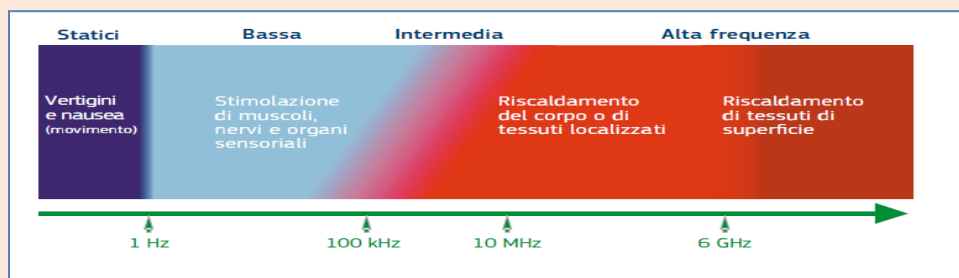 Statici Bassa Intermedia Alta frequenza
Vertigini
e nausea
(movimento)
Stimolazione
di muscoli,
nervi e organi
sensoriali
Riscaldamento
del corpo o di
tessuti localizzati
Riscaldamento
di tessuti di
superficie
1 Hz 100 kHz 10 MHz 6 GHz